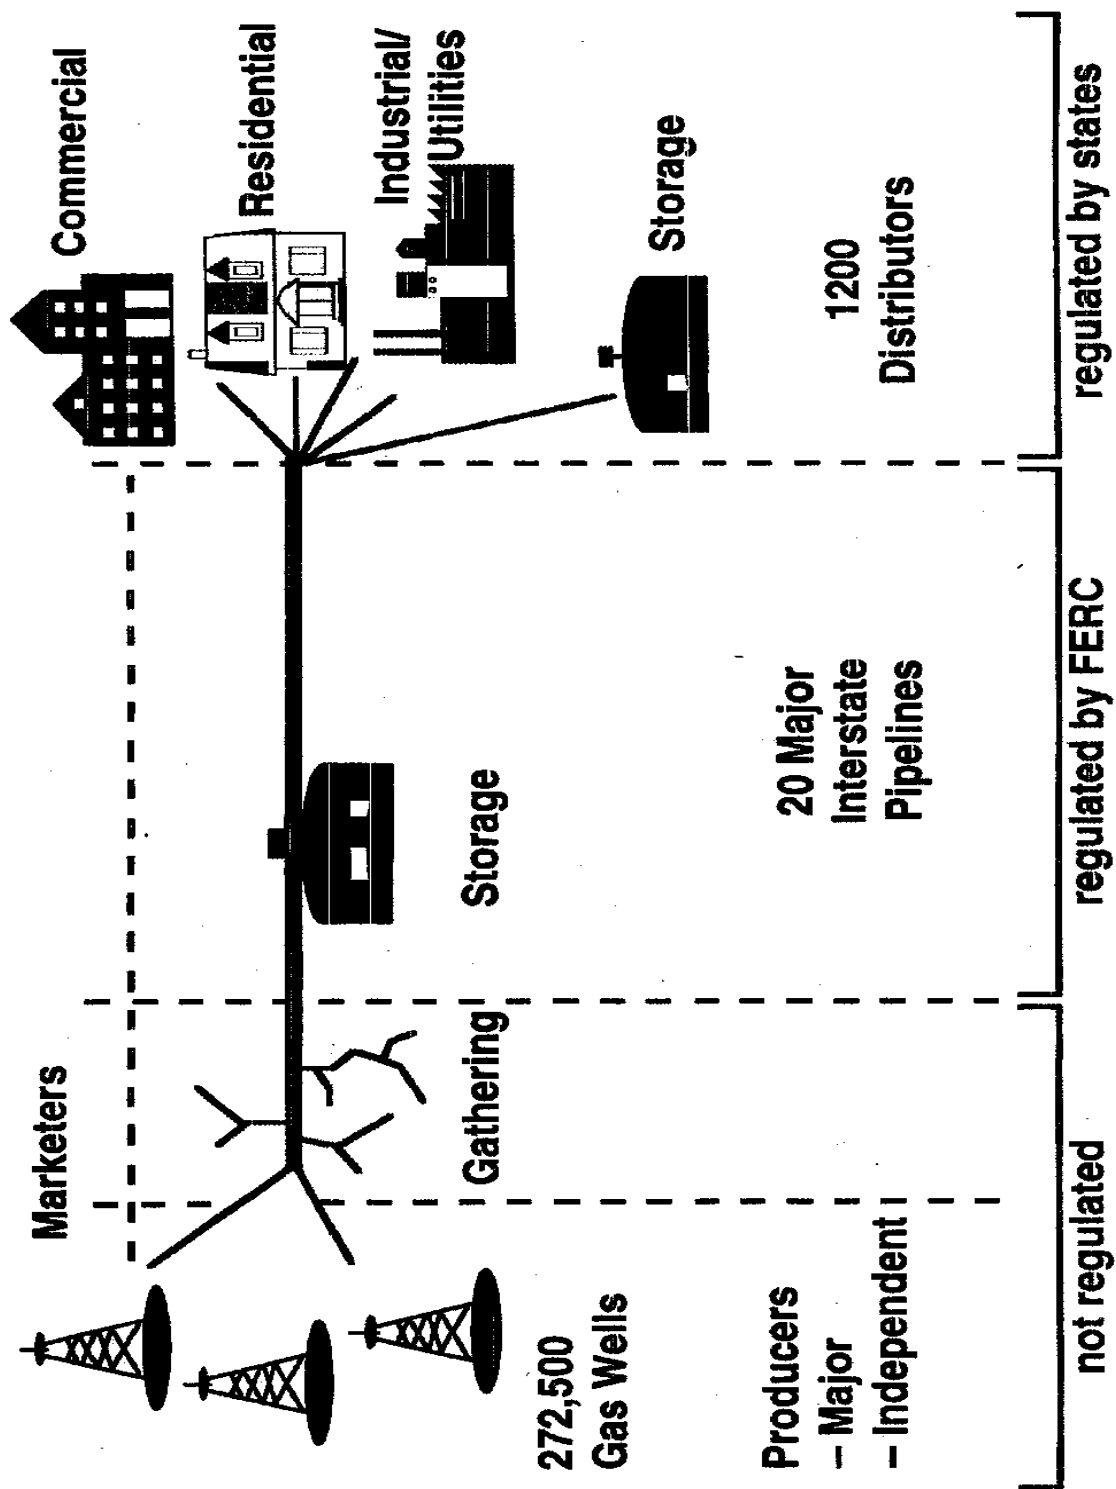 Marketers
Commercial
Residential
Industrial/
Utilities
Gathering
Storage
Storage
272,500
Gas Wells
Producers
– Major
– Independent
20 Major
Interstate
Pipelines
1200
Distributors
not regulated
regulated by FERC
regulated by states